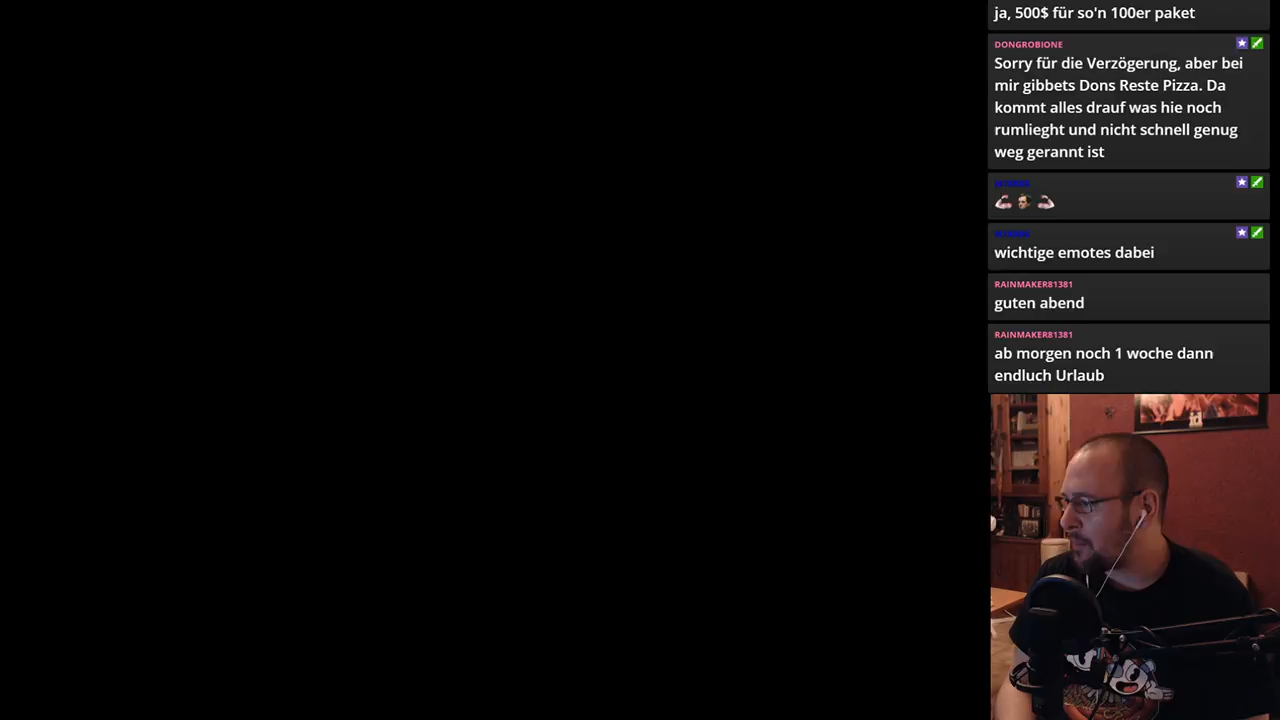 ja, 500$ für so'n 100er paket
DONGROBIONE
Sorry für die Verzögerung, aber bei
mir gibbets Dons Reste Pizza. Da
kommt alles drauf was hie noch
rumlieght und nicht schnell genug
weg gerannt ist
wichtige emotes dabei
RAINMAKER81381
guten abend
RAINMAKER81381
ab morgen noch 1 woche dann
endluch Urlaub